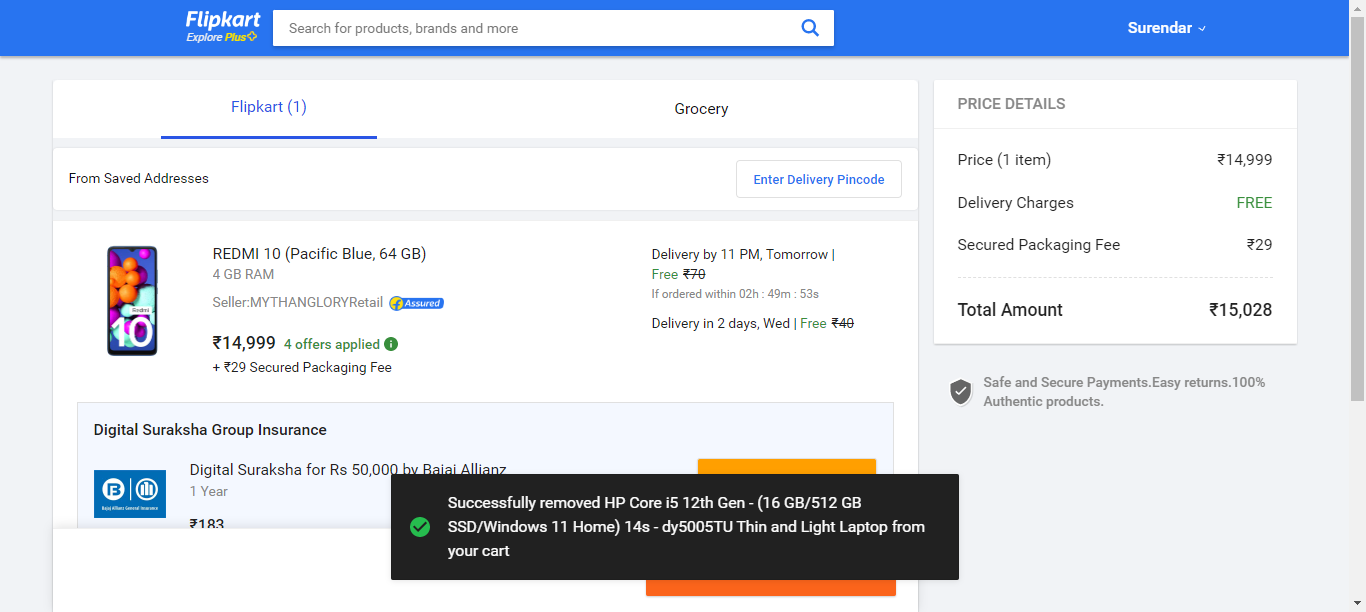 Flipkart
Explore Plus
Search for products, brands and more
Surendar
Flipkart (1)
Grocery
From Saved Addresses
Enter Delivery Pincode
REDMI 10 (Pacific Blue, 64 GB)
4 GB RAM
Seller:MYTHANGLORYRetail
Assured
₹14,999 4 offers applied
+ ₹29 Secured Packaging Fee
Redmi
10
Delivery by 11 PM, Tomorrow |
Free ₹70
If ordered within 02h : 49m : 53s
Delivery in 2 days, Wed | Free ₹40
Digital Suraksha Group Insurance
Bajaj Allianz General Insurance
Digital Suraksha for Rs 50,000 by Bajaj Allianz
1 Year
₹183
Successfully removed HP Core i5 12th Gen - (16 GB/512 GB
SSD/Windows 11 Home) 14s - dy5005TU Thin and Light Laptop from
your cart
PRICE DETAILS
Price (1 item) ₹14,999
Delivery Charges FREE
Secured Packaging Fee ₹29
Total Amount ₹15,028
Safe and Secure Payments.Easy returns.100%
Authentic products.